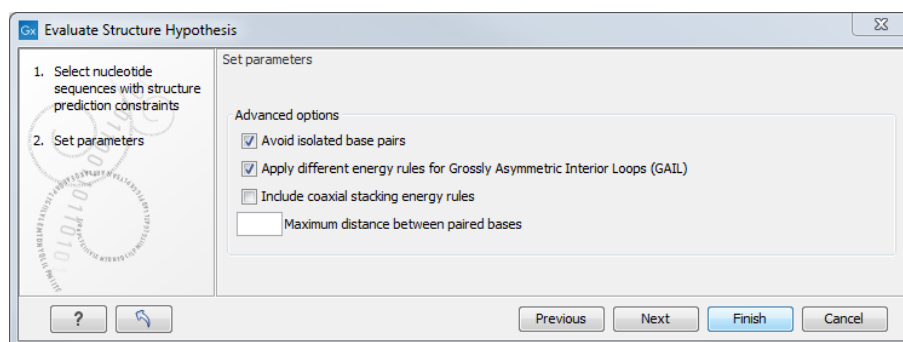 Gx Evaluate Structure Hypothesis
1. Select nucleotide
sequences with structure
prediction constraints
2. Set parameters
Set parameters
Advanced options
Avoid isolated base pairs
Apply different energy rules for Grossly Asymmetric Interior Loops (GAIL)
Include coaxial stacking energy rules
Maximum distance between paired bases
? Previous Next Finish Cancel